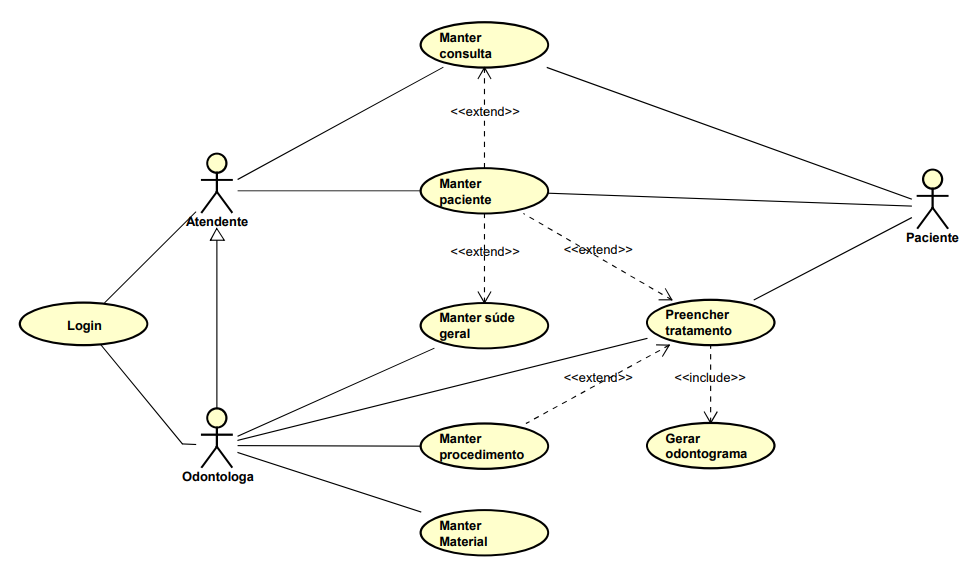 Manter
consulta
<<extend>>
Manter
paciente
Atendente
Paciente
<<extend>>
<<extend>>
Login
Manter súde
geral
Preencher
tratamento
<<extend>>
<<include>>
Manter
procedimento
Gerar
odontograma
Odontologa
Manter
Material